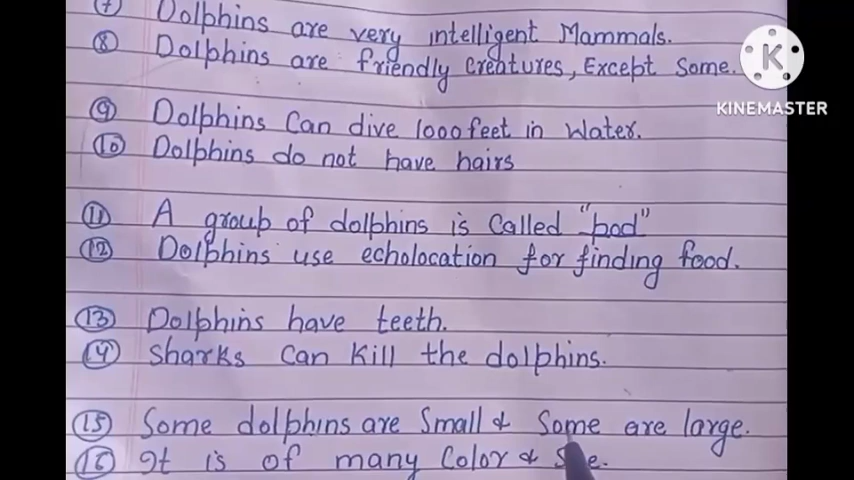 7 Dolphins are very intelligent Mammals.
8 Dolphins are friendly Creatures, Except Some.
K
KINEMASTER
9 Dolphins Can dive 1000 feet in Water.
10 Dolphins do not have hairs
11 A group of dolphins is Called "pod"
12 Dolphins use echolocation for finding food.
13 Dolphins have teeth.
14 Sharks Can Kill the dolphins.
15 Some dolphins are Small & Some are large.
16 It is of many Color &